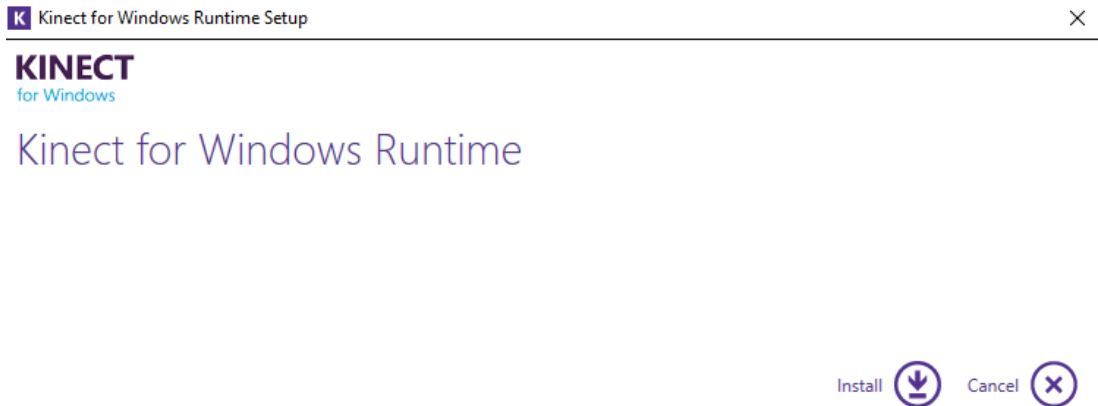 K Kinect for Windows Runtime Setup
KINECT
for Windows
Kinect for Windows Runtime
Install Cancel